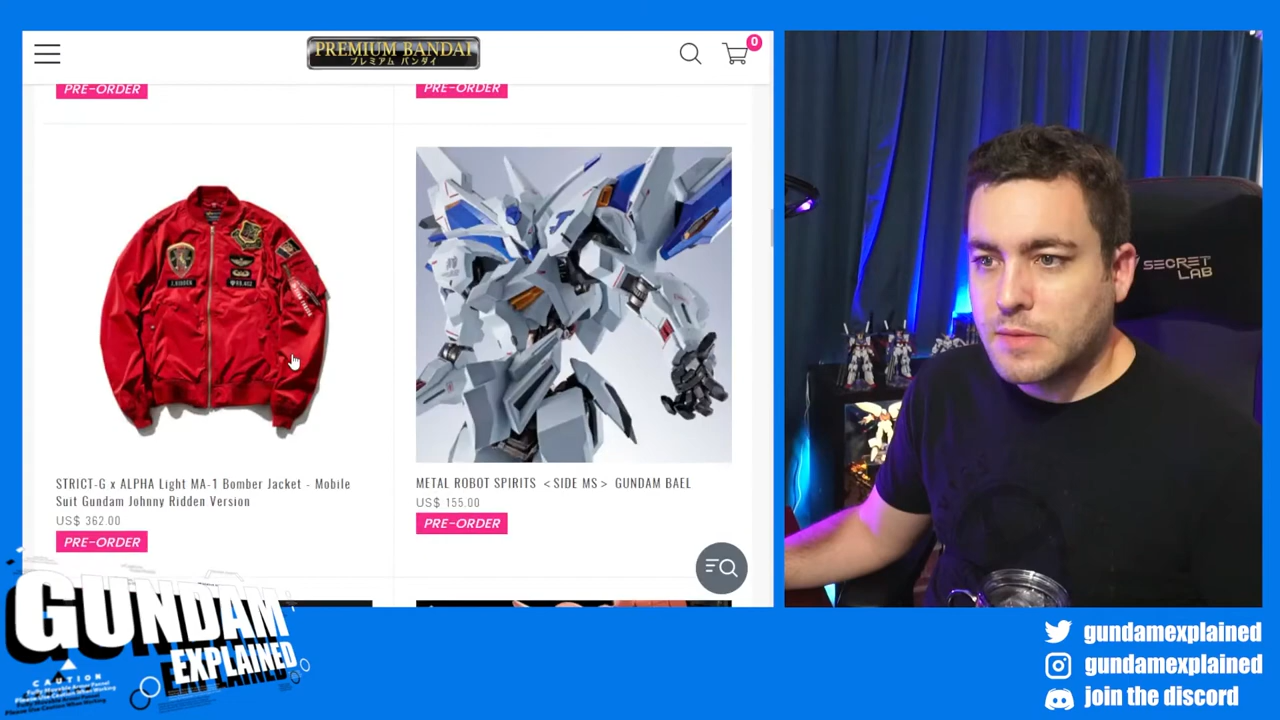 PREMIUM BANDAI
プレミアム バンダイ
0
PRE-ORDER
PRE-ORDER
J.RIDDEN
STRICT-G x ALPHA Light MA-1 Bomber Jacket - Mobile
Suit Gundam Johnny Ridden Version
US$ 362.00
PRE-ORDER
METAL ROBOT SPIRITS <SIDE MS> GUNDAM BAEL
US$ 155.00
PRE-ORDER
SECRET
LAB
GUNDAM
EXPLAINED
CAUTION
gundamexplained
gundamexplained
join the discord